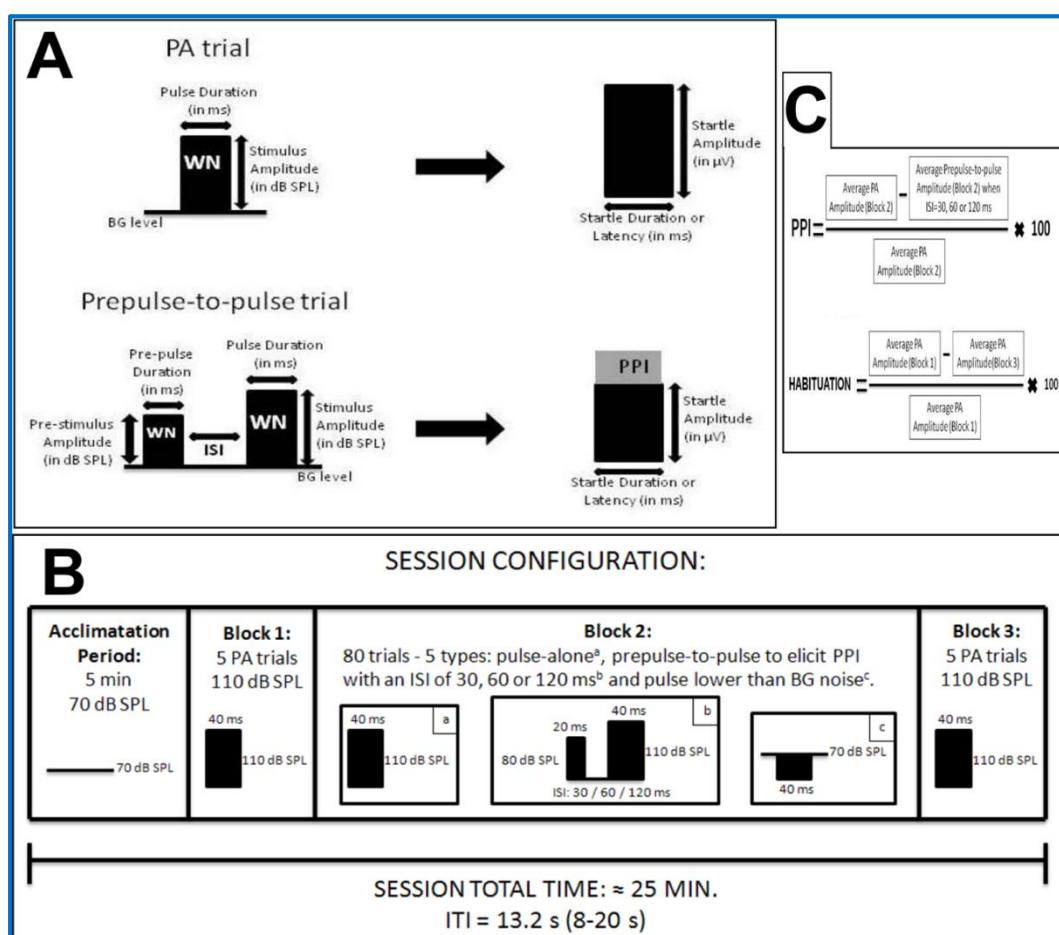 A
PA trial
Pulse Duration
(in ms)
WN
Stimulus
Amplitude
(in dB SPL)
BG level
Startle
Amplitude
(in µV)
Startle Duration or
Latency (in ms)
Prepulse-to-pulse trial
Pre-pulse
Duration
(in ms)
Pulse Duration
(in ms)
Pre-stimulus
Amplitude
(in dB SPL)
WN
ISI
WN
Stimulus
Amplitude
(in dB SPL)
BG level
PPI
Startle
Amplitude
(in µV)
Startle Duration or
Latency (in ms)
C
PPI=
Average PA
Amplitude (Block 2)
-
Average Prepulse-to-pulse
Amplitude (Block 2) when
ISI=30, 60 or 120 ms
Average PA
Amplitude (Block 2)
✖ 100
HABITUATION =
Average PA
Amplitude (Block 1)
-
Average PA
Amplitude(Block 3)
Average PA
Amplitude (Block 1)
✖ 100
B
SESSION CONFIGURATION:
Acclimatation
Period:
5 min
70 dB SPL
70 dB SPL
Block 1:
5 PA trials
110 dB SPL
40 ms
110 dB SPL
Block 2:
80 trials - 5 types: pulse-aloneᵃ, prepulse-to-pulse to elicit PPI
with an ISI of 30, 60 or 120 msᵇ and pulse lower than BG noiseᶜ.
a
40 ms
110 dB SPL
b
40 ms
20 ms
80 dB SPL
110 dB SPL
ISI: 30 / 60 / 120 ms
c
70 dB SPL
40 ms
Block 3:
5 PA trials
110 dB SPL
40 ms
110 dB SPL
SESSION TOTAL TIME: ≈ 25 MIN.
ITI = 13.2 s (8-20 s)